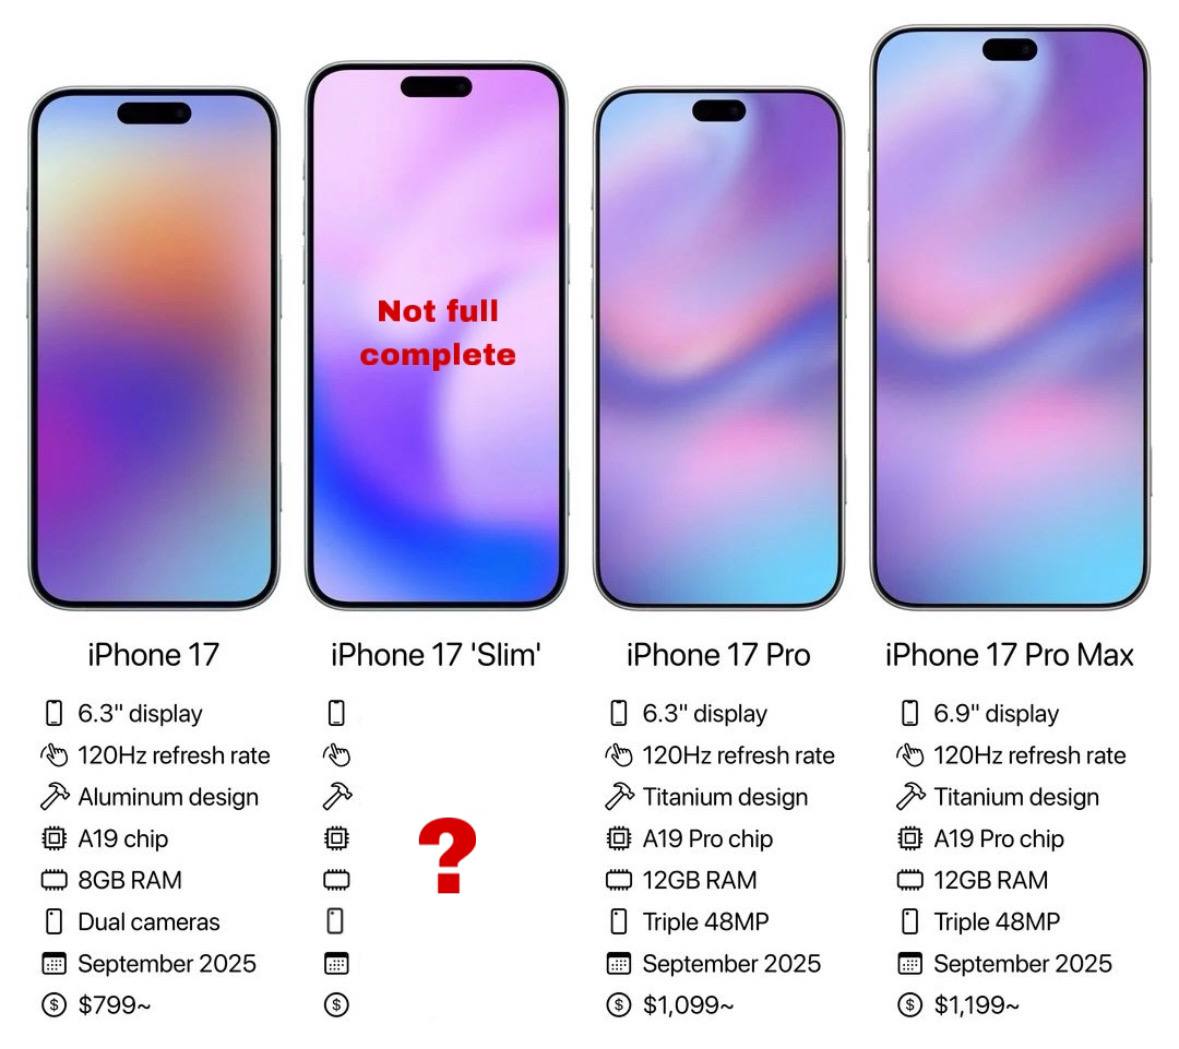 Not full
complete
iPhone 17
6.3" display
120Hz refresh rate
Aluminum design
A19 chip
8GB RAM
Dual cameras
September 2025
$799~
iPhone 17 'Slim'
?
iPhone 17 Pro
6.3" display
120Hz refresh rate
Titanium design
A19 Pro chip
12GB RAM
Triple 48MP
September 2025
$1,099~
iPhone 17 Pro Max
6.9" display
120Hz refresh rate
Titanium design
A19 Pro chip
12GB RAM
Triple 48MP
September 2025
$1,199~